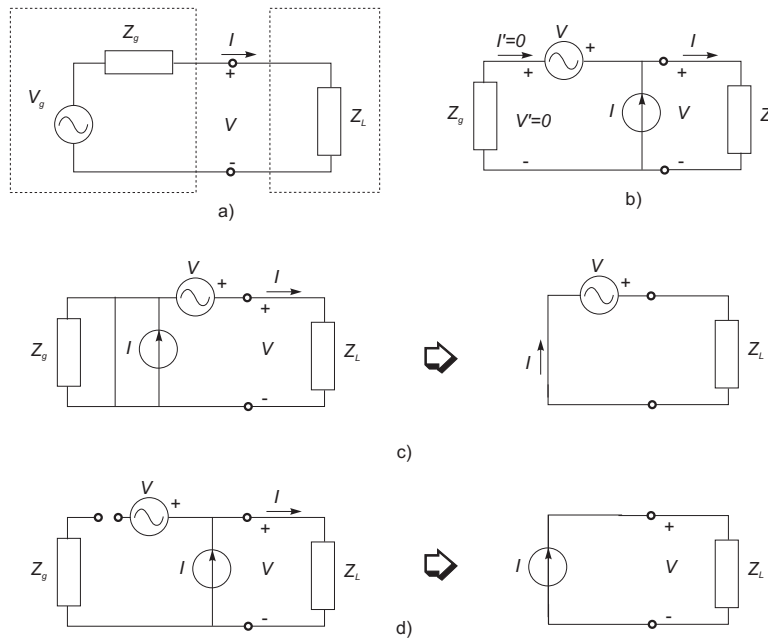 Z_g
I
V_g
+
V
-
Z_L
a)
V
I'=0
+
I
+
+
Z_g
V'=0
I
V
Z
-
-
b)
V
+
I
+
Z_g
I
V
Z_L
-
V
+
I
Z_L
c)
V
+
I
+
Z_g
I
V
Z_L
-
+
I
V
Z_L
-
d)